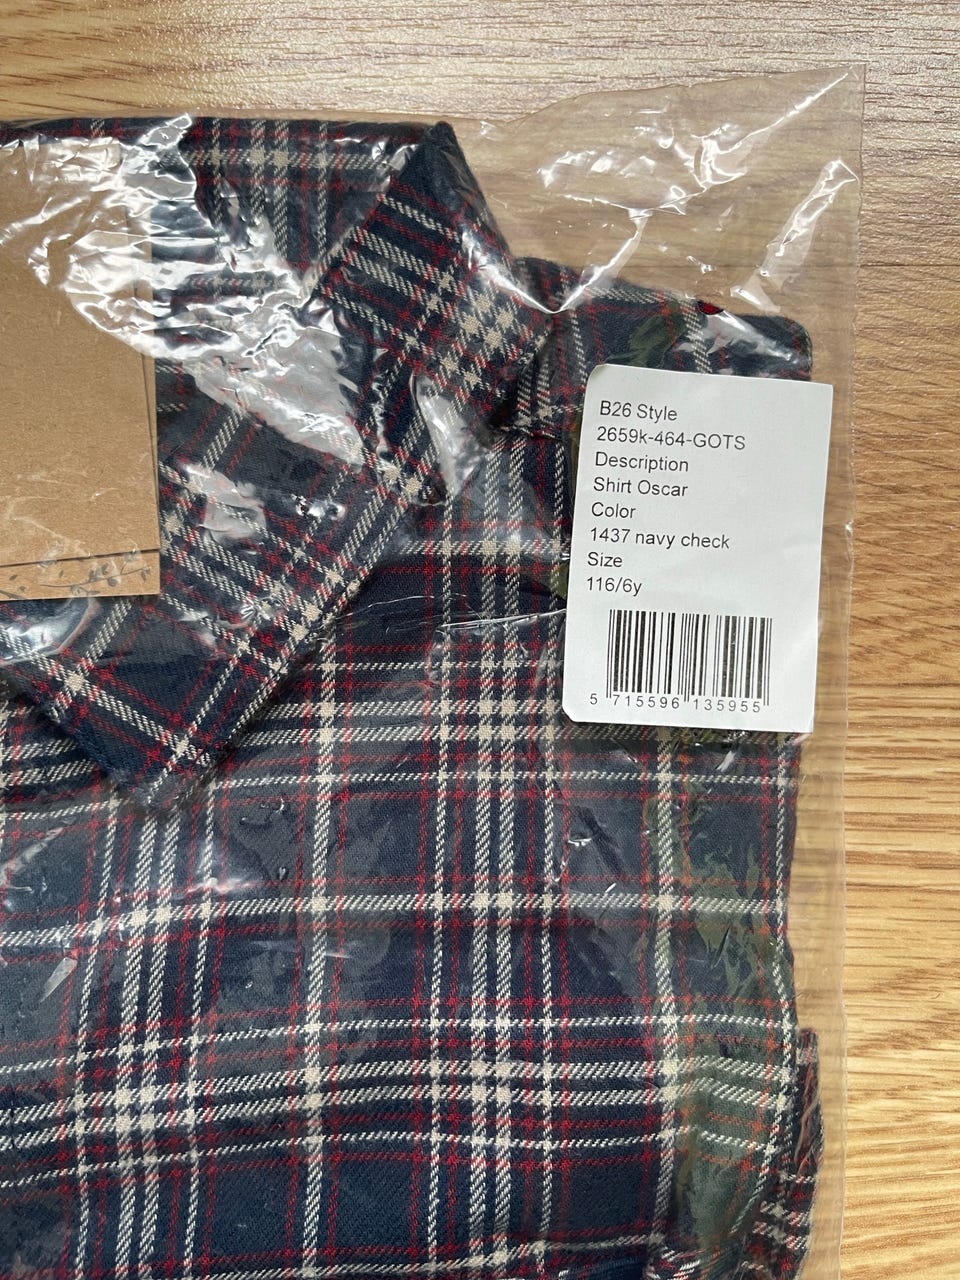 B26 Style
2659k-464-GOTS
Description
Shirt Oscar
Color
1437 navy check
Size
116/6y
5 715596 135955